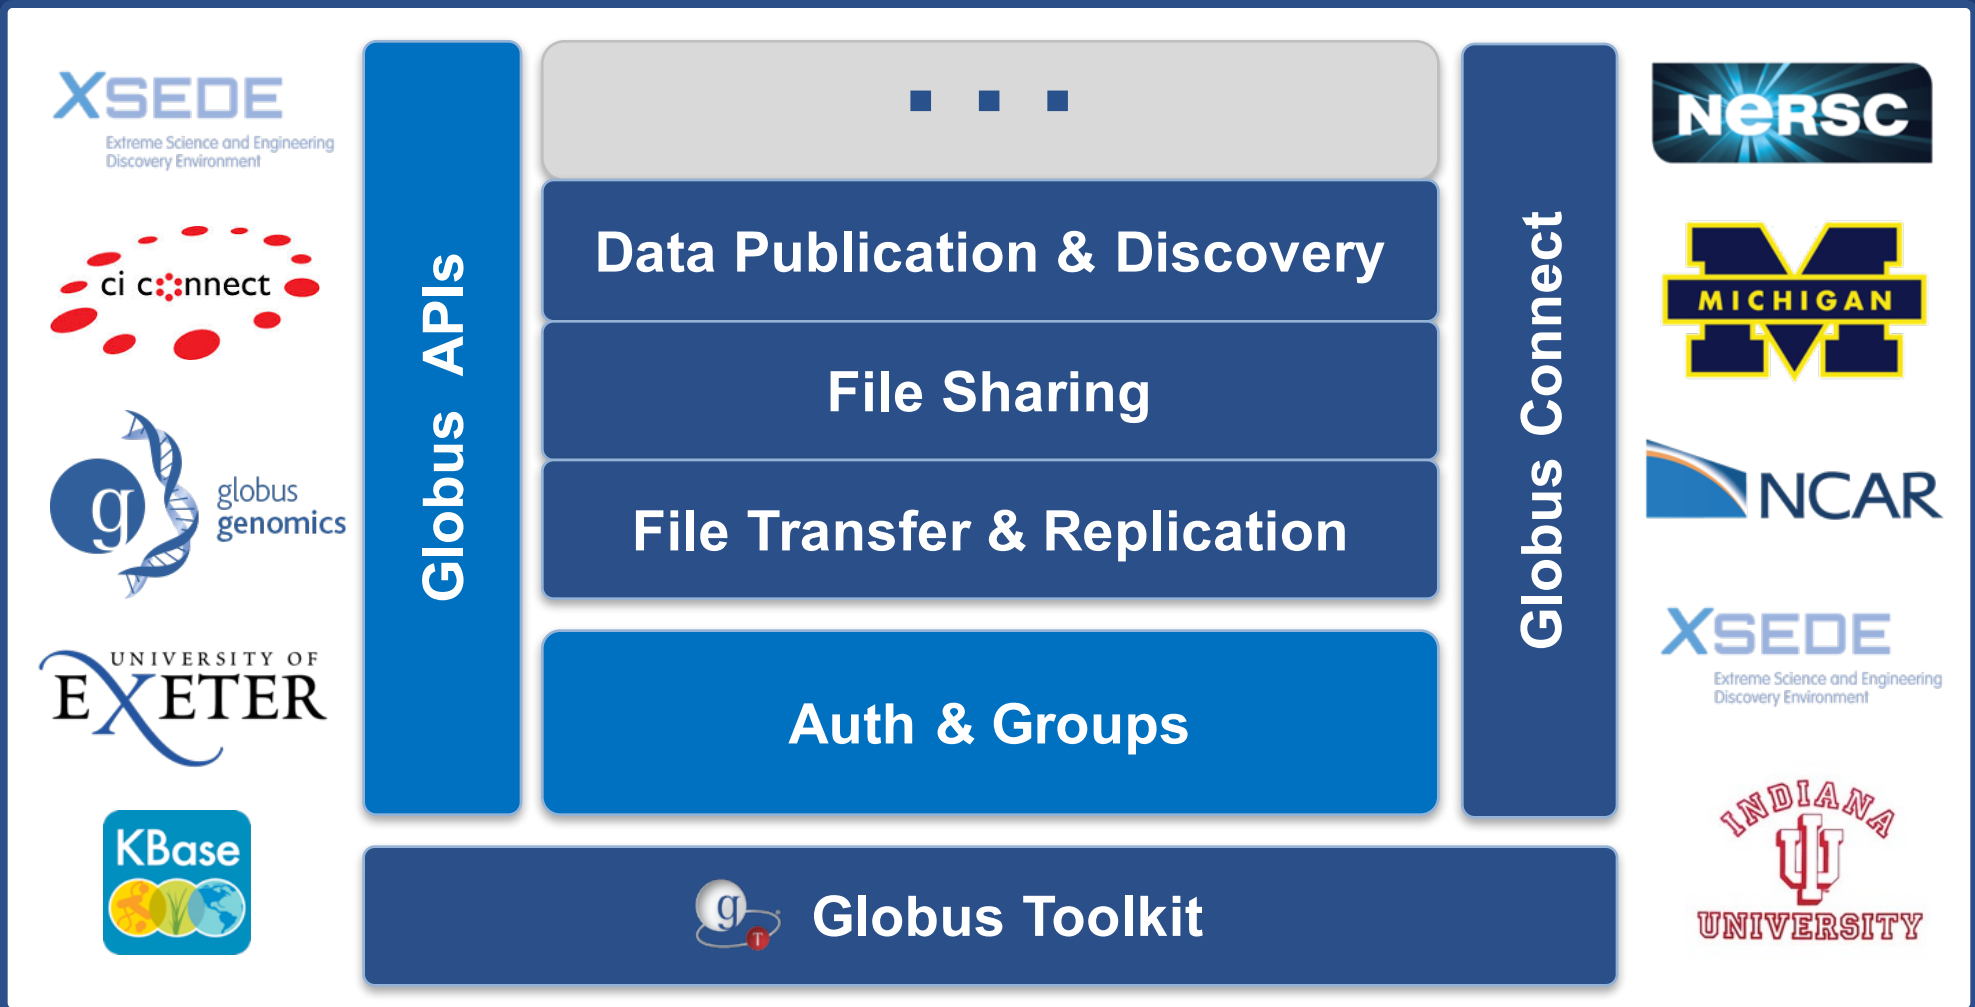 XSEDE
Extreme Science and Engineering
Discovery Environment
ci connect
g
globus
genomics
UNIVERSITY OF
EXETER
KBase
Globus APIs
...
Data Publication & Discovery
File Sharing
File Transfer & Replication
Auth & Groups
g
T
Globus Toolkit
Globus Connect
NERSC
M
MICHIGAN
NCAR
XSEDE
Extreme Science and Engineering
Discovery Environment
INDIANA
IU
UNIVERSITY